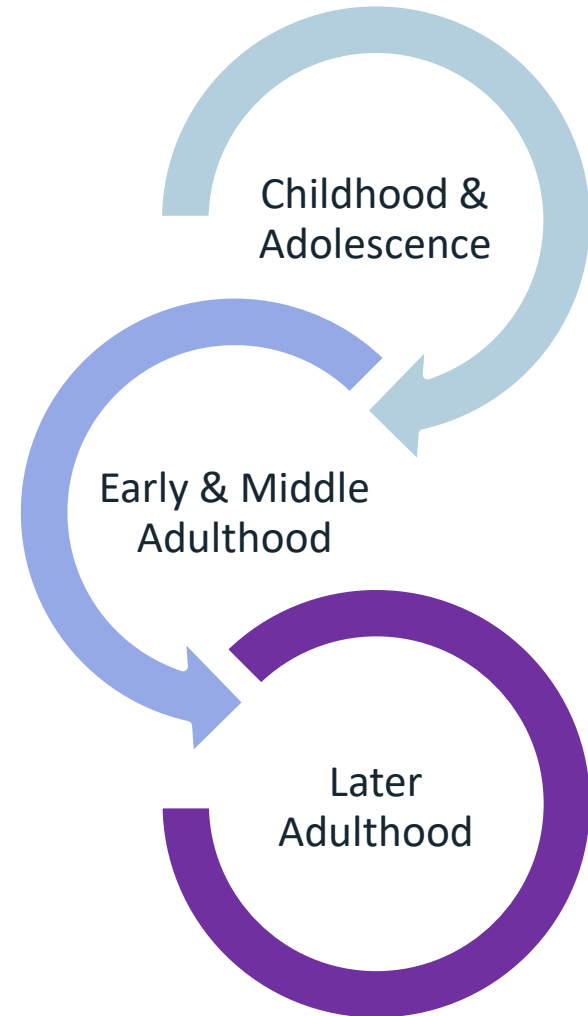 Childhood &
Adolescence
Early & Middle
Adulthood
Later
Adulthood